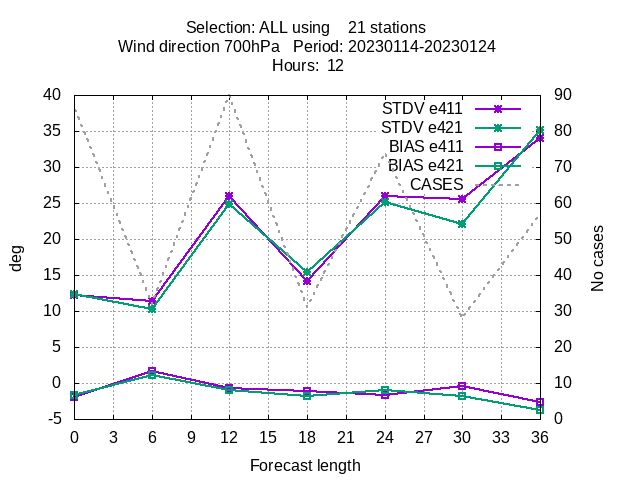 Selection: ALL using 21 stations
Wind direction 700hPa Period: 20230114-20230124
Hours: 12
STDV e411
STDV e421
BIAS e411
BIAS e421
CASES
40
35
30
25
20
15
10
5
0
-5
90
80
70
60
50
40
30
20
10
0
deg
No cases
0 3 6 9 12 15 18 21 24 27 30 33 36
Forecast length